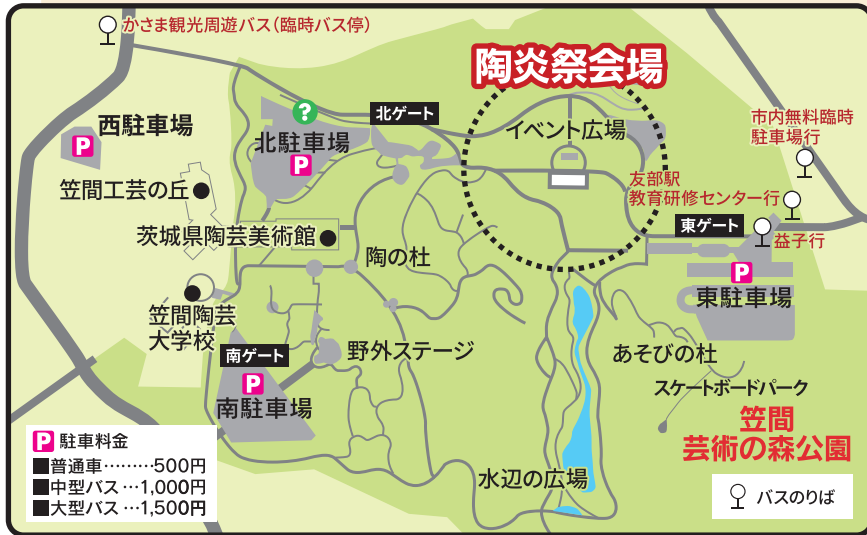 かさま観光周遊バス(臨時バス停)
陶炎祭会場
西駐車場
P
?
北ゲート
北駐車場
P
イベント広場
市内無料臨時
駐車場行
友部駅
教育研修センター行
笠間工芸の丘
茨城県陶芸美術館
陶の杜
東ゲート
益子行
P
東駐車場
笠間陶芸
大学校
南ゲート
野外ステージ
あそびの杜
P
南駐車場
スケートボードパーク
笠間
芸術の森公園
P 駐車料金
■普通車………500円
■中型バス…1,000円
■大型バス…1,500円
水辺の広場
バスのりば